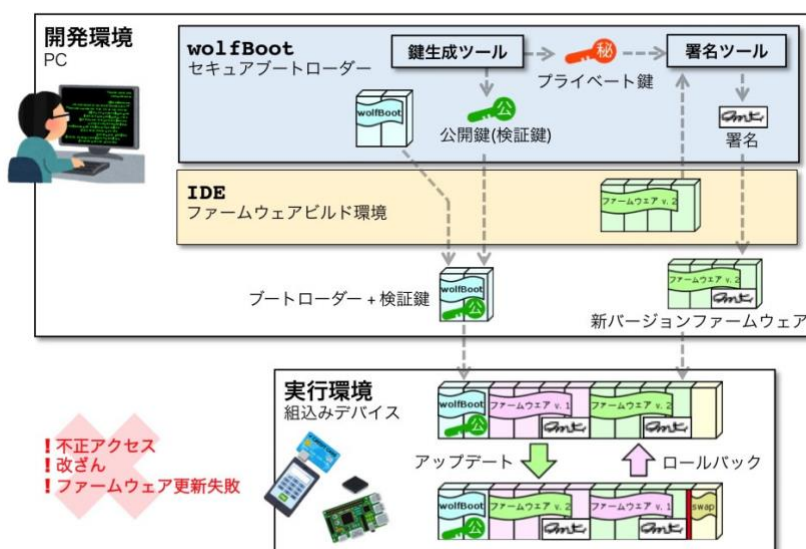 開発環境
PC
wolfBoot
セキュアブートローダー
鍵生成ツール
秘
プライベート鍵
署名ツール
wolfBoot
公
公開鍵(検証鍵)
署名
IDE
ファームウェアビルド環境
ファームウエア v. 2
ブートローダー + 検証鍵
wolfBoot
公
ファームウエア v. 2
新バージョンファームウェア
実行環境
組込みデバイス
wolfBoot
公
ファームウエア v. 1
ファームウエア v. 2
!不正アクセス
!改ざん
!ファームウェア更新失敗
アップデート
ロールバック
wolfBoot
公
ファームウエア v. 2
ファームウエア v. 1
swap